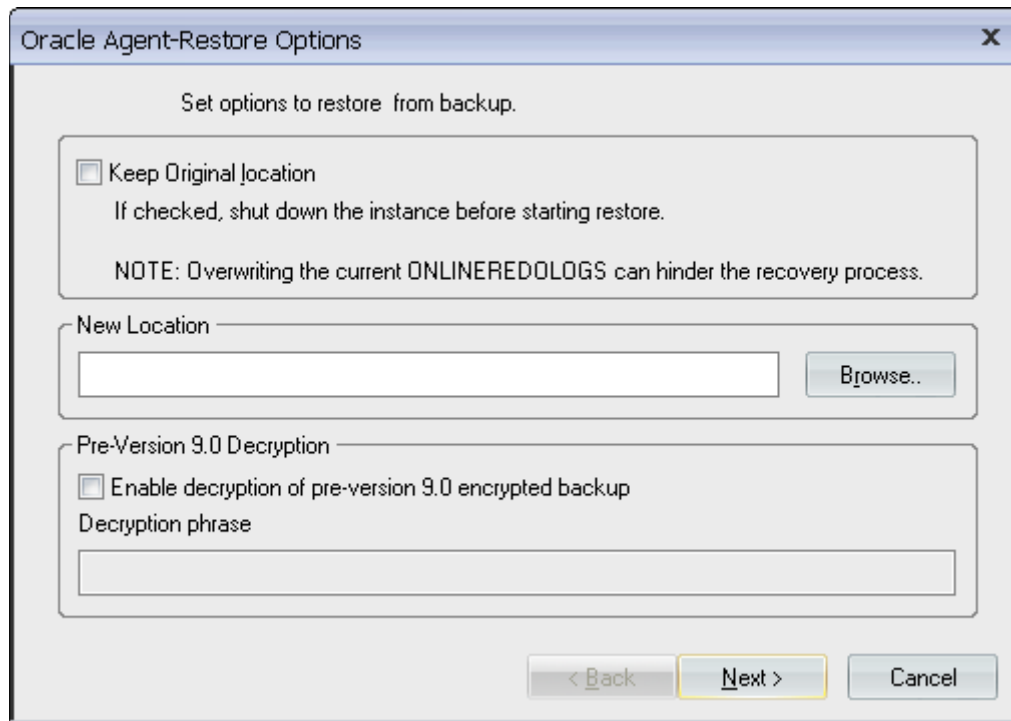 Oracle Agent-Restore Options
x
Set options to restore from backup.
Keep Original location
If checked, shut down the instance before starting restore.
NOTE: Overwriting the current ONLINEREDOLOGS can hinder the recovery process.
New Location
Browse..
Pre-Version 9.0 Decryption
Enable decryption of pre-version 9.0 encrypted backup
Decryption phrase
< Back Next > Cancel